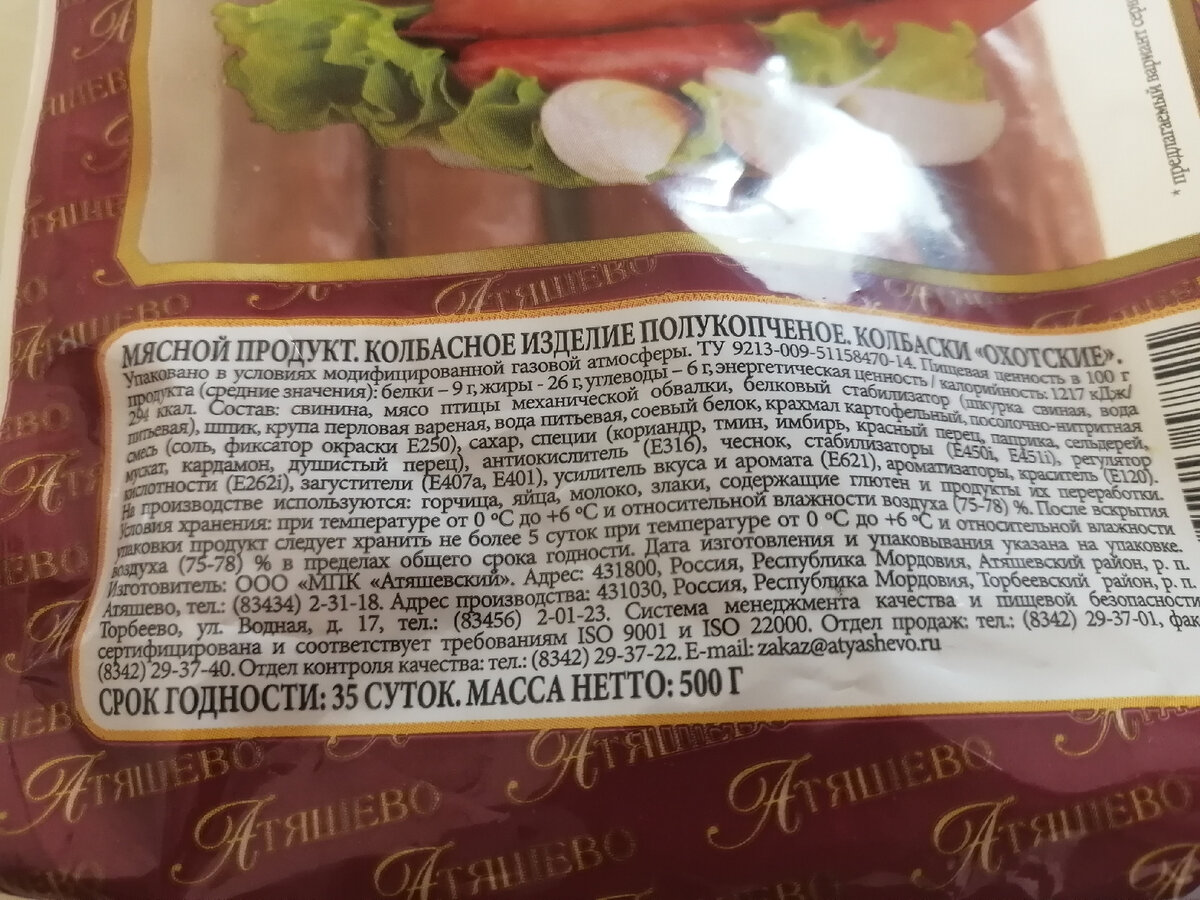 * предлагаемый вариант
МЯСНОЙ ПРОДУКТ. КОЛБАСНОЕ ИЗДЕЛИЕ ПОЛУКОПЧЕНОЕ. КОЛБАСКИ «ОХОТСКИЕ».
Упаковано в условиях модифицированной газовой атмосферы. ТУ 9213-009-51158470-14. Пищевая ценность в 100 г
продукта (средние значения): белки – 9 г, жиры - 26 г, углеводы – 6 г, энергетическая ценность / калорийность: 1217 кДж/
294 ккал. Состав: свинина, мясо птицы механической обвалки, белковый стабилизатор (шкурка свиная, вода
питьевая), шпик, крупа перловая вареная, вода питьевая, соевый белок, крахмал картофельный, посолочно-нитритная
смесь (соль, фиксатор окраски Е250), сахар, специи (кориандр, тмин, имбирь, красный перец, паприка, сельдерей,
мускат, кардамон, душистый перец), антиокислитель (Е316), чеснок, стабилизаторы (Е450i, Е451i), регулятор
кислотности (Е262i), загустители (Е407а, Е401), усилитель вкуса и аромата (Е621), ароматизаторы, краситель (Е120).
На производстве используются: горчица, яйца, молоко, злаки, содержащие глютен и продукты их переработки.
Условия хранения: при температуре от 0 °С до +6 °С и относительной влажности воздуха (75-78) %. После вскрытия
упаковки продукт следует хранить не более 5 суток при температуре от 0 °С до +6 °С и относительной влажности
воздуха (75-78) % в пределах общего срока годности. Дата изготовления и упаковывания указана на упаковке.
Изготовитель: ООО «МПК «Атяшевский». Адрес: 431800, Россия, Республика Мордовия, Атяшевский район, р. п.
Атяшево, тел.: (83434) 2-31-18. Адрес производства: 431030, Россия, Республика Мордовия, Торбеевский район, р. п.
Торбеево, ул. Водная, д. 17, тел.: (83456) 2-01-23. Система менеджмента качества и пищевой безопасности
сертифицирована и соответствует требованиям ISO 9001 и ISO 22000. Отдел продаж: тел.: (8342) 29-37-01, фак
(8342) 29-37-40. Отдел контроля качества: тел.: (8342) 29-37-22. E-mail: zakaz@atyashevo.ru
СРОК ГОДНОСТИ: 35 СУТОК. МАССА НЕТТО: 500 Г
АТЯШЕВО
АТЯШЕВО
АТЯШЕВО
АТЯШЕВО
АТЯШЕВО
АТЯШЕВО
АТЯШЕВО